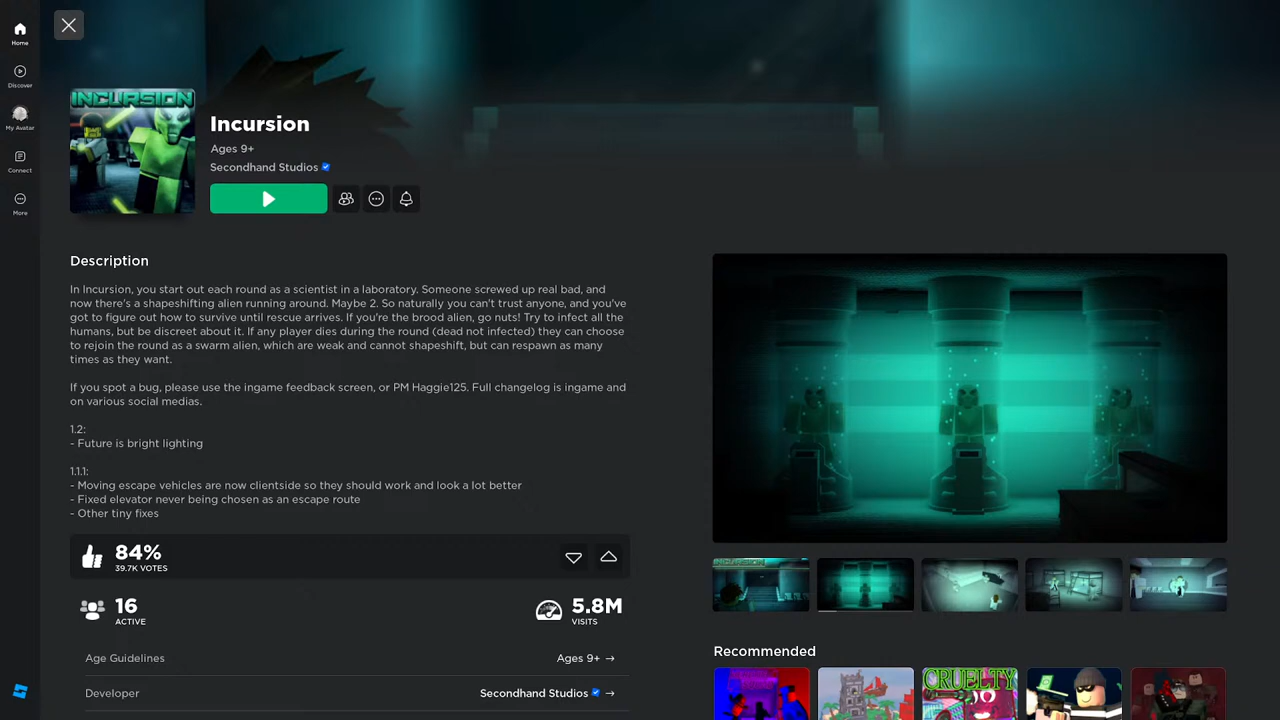 Home
Discover
My Avatar
Connect
More
INCURSION
Incursion
Ages 9+
Secondhand Studios
Description
In Incursion, you start out each round as a scientist in a laboratory. Someone screwed up real bad, and
now there's a shapeshifting alien running around. Maybe 2. So naturally you can't trust anyone, and you've
got to figure out how to survive until rescue arrives. If you're the brood alien, go nuts! Try to infect all the
humans, but be discreet about it. If any player dies during the round (dead not infected) they can choose
to rejoin the round as a swarm alien, which are weak and cannot shapeshift, but can respawn as many
times as they want.
If you spot a bug, please use the ingame feedback screen, or PM Haggie125. Full changelog is ingame and
on various social medias.
1.2:
- Future is bright lighting
1.1.1:
- Moving escape vehicles are now clientside so they should work and look a lot better
- Fixed elevator never being chosen as an escape route
- Other tiny fixes
84%
39.7K VOTES
16
ACTIVE
5.8M
VISITS
Age Guidelines
Ages 9+ →
Developer
Secondhand Studios →
INCURSION
Recommended
CRUELTY